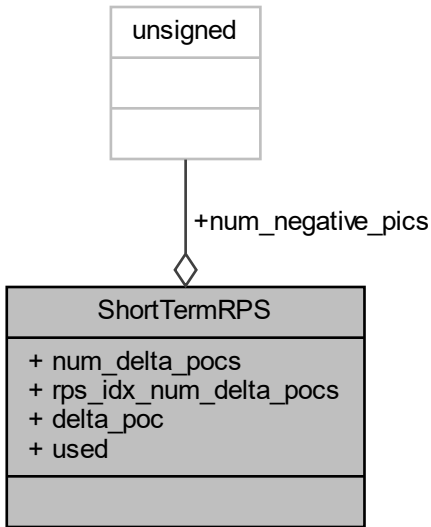 unsigned
+num_negative_pics
ShortTermRPS
+ num_delta_pocs
+ rps_idx_num_delta_pocs
+ delta_poc
+ used